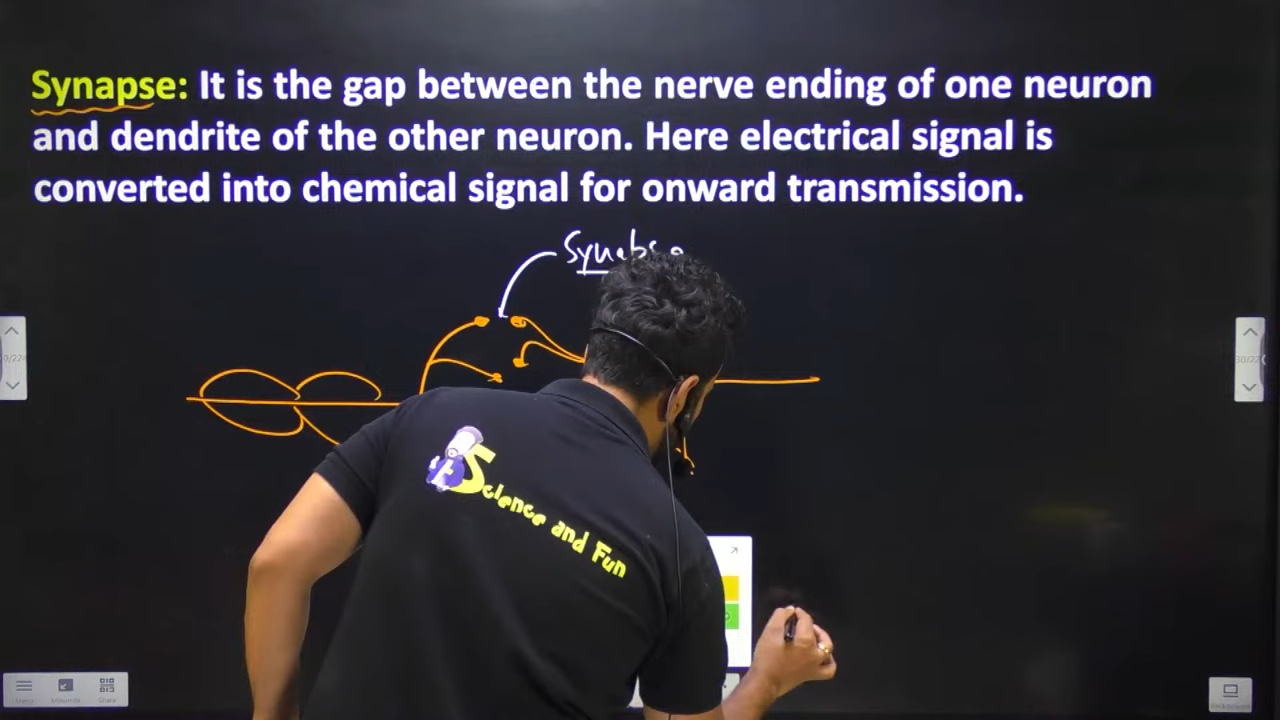 Synapse: It is the gap between the nerve ending of one neuron
and dendrite of the other neuron. Here electrical signal is
converted into chemical signal for onward transmission.
Science and Fun
Share